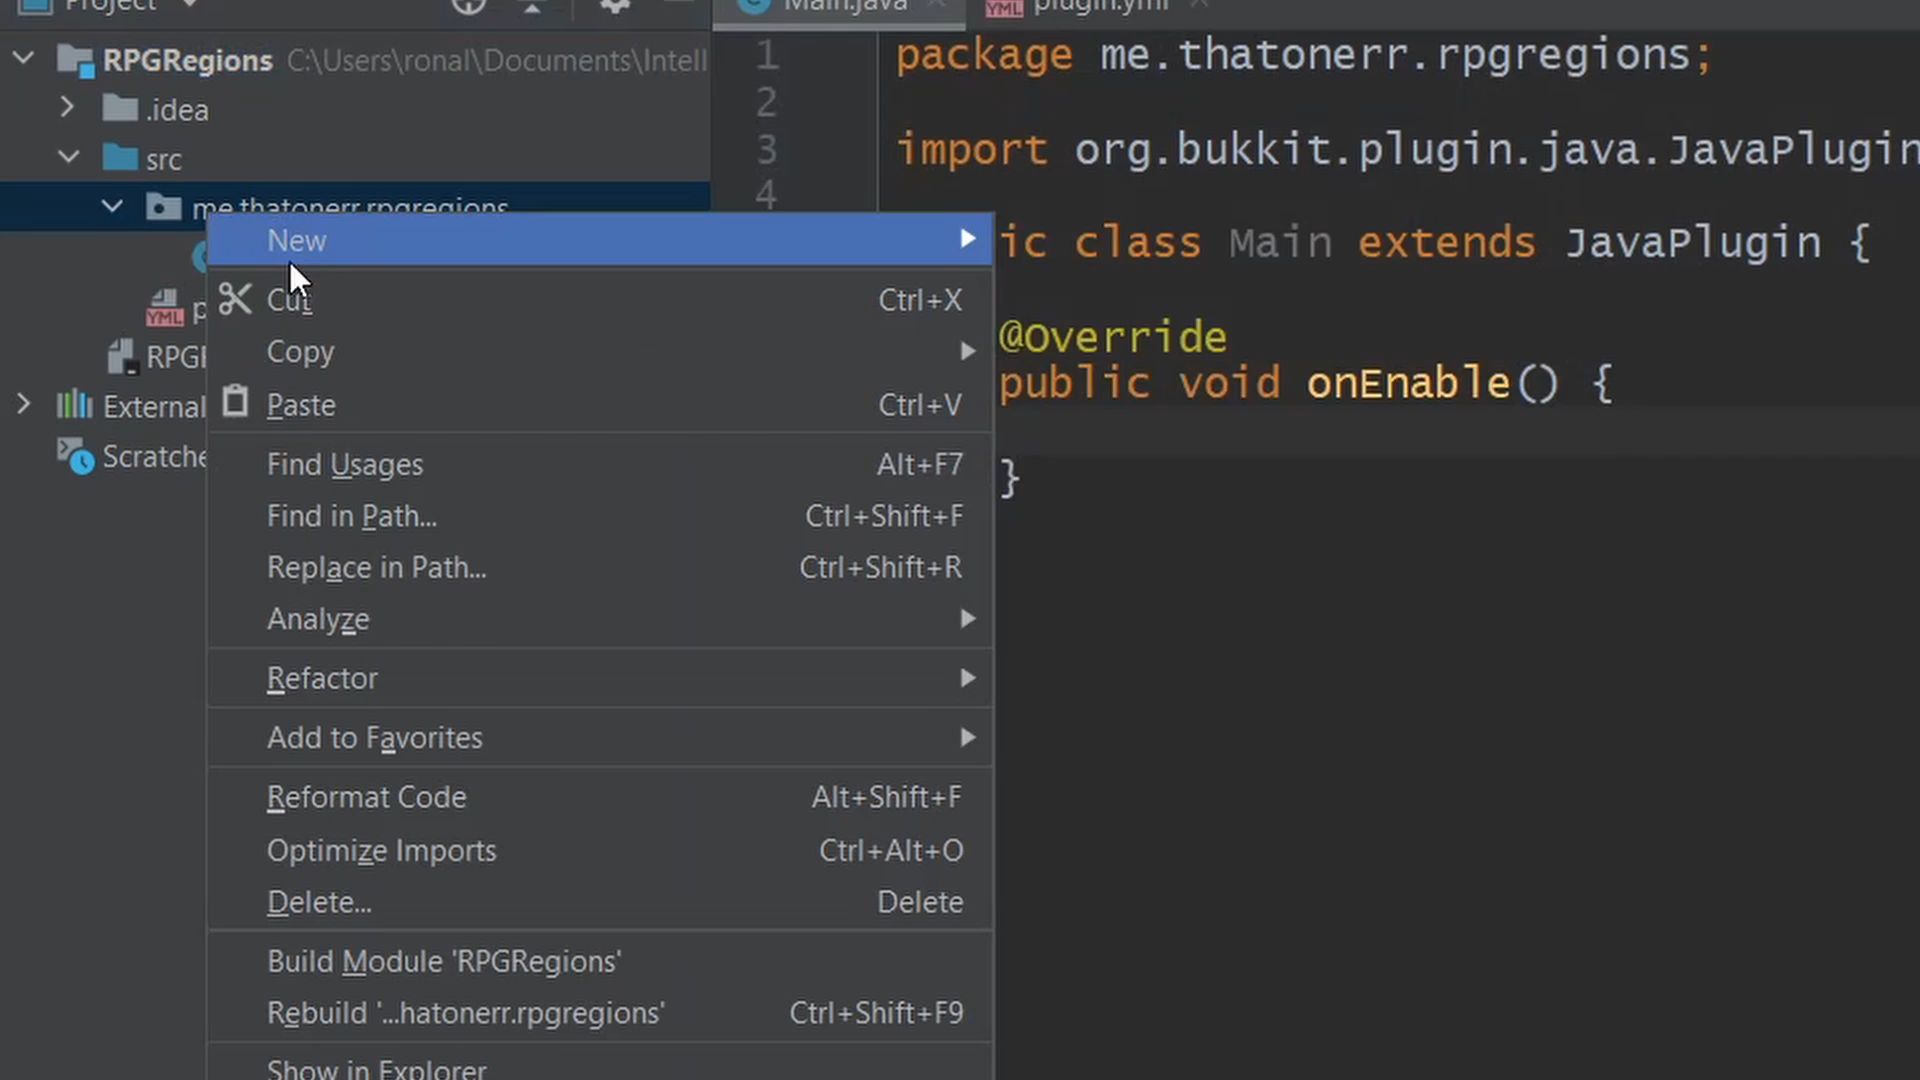 Project
Main.java
plugin.yml
RPGRegions C:\Users\ronal\Documents\Intell
.idea
src
me.thatonerr.rpgregions
p
YML
RPGR
External
Scratche
New
Cut Ctrl+X
Copy
Paste Ctrl+V
Find Usages Alt+F7
Find in Path... Ctrl+Shift+F
Replace in Path... Ctrl+Shift+R
Analyze
Refactor
Add to Favorites
Reformat Code Alt+Shift+F
Optimize Imports Ctrl+Alt+O
Delete... Delete
Build Module 'RPGRegions'
Rebuild '...hatonerr.rpgregions' Ctrl+Shift+F9
Show in Explorer
1 package me.thatonerr.rpgregions;
2
3 import org.bukkit.plugin.java.JavaPlugin
4
ic class Main extends JavaPlugin {
@Override
public void onEnable() {
}